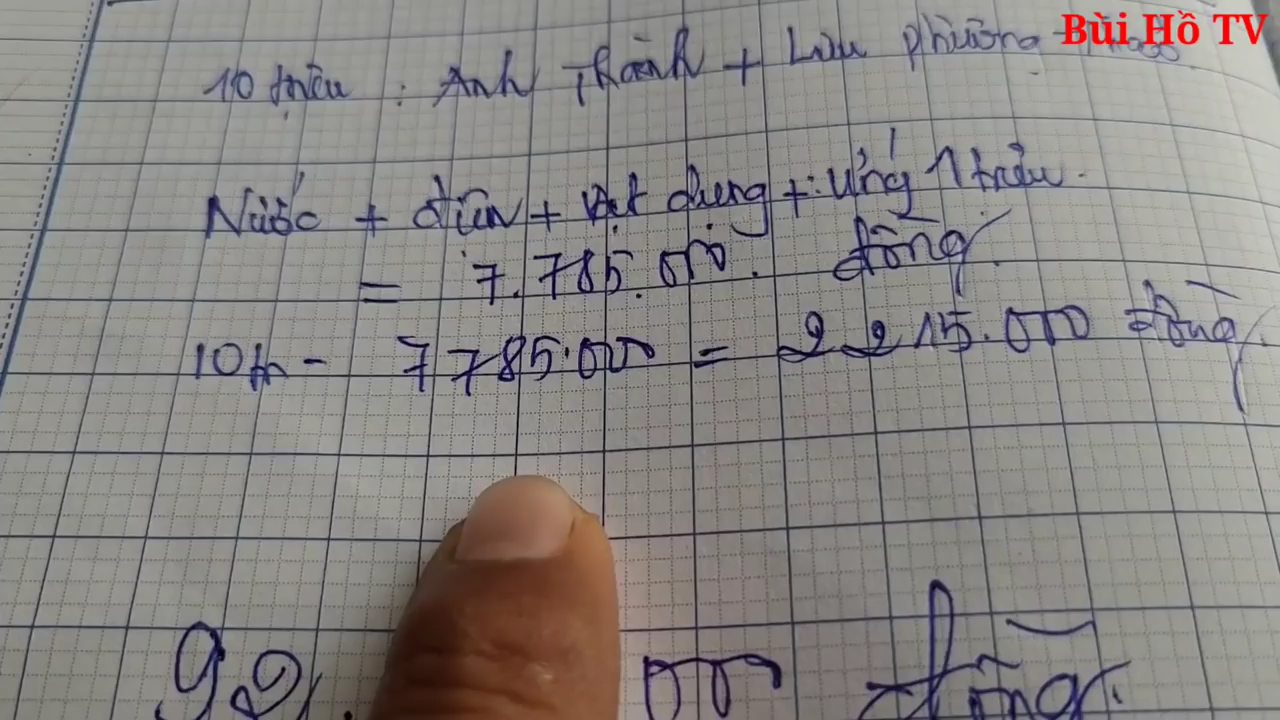 Bùi Hồ TV
10 triệu : Anh Thành + Lưu Phương
Nước + điện + vật dụng + ứng 1 triệu.
= 7.785.000. đồng
10tr - 7785.000 = 2215.000 đồng.
đồng.